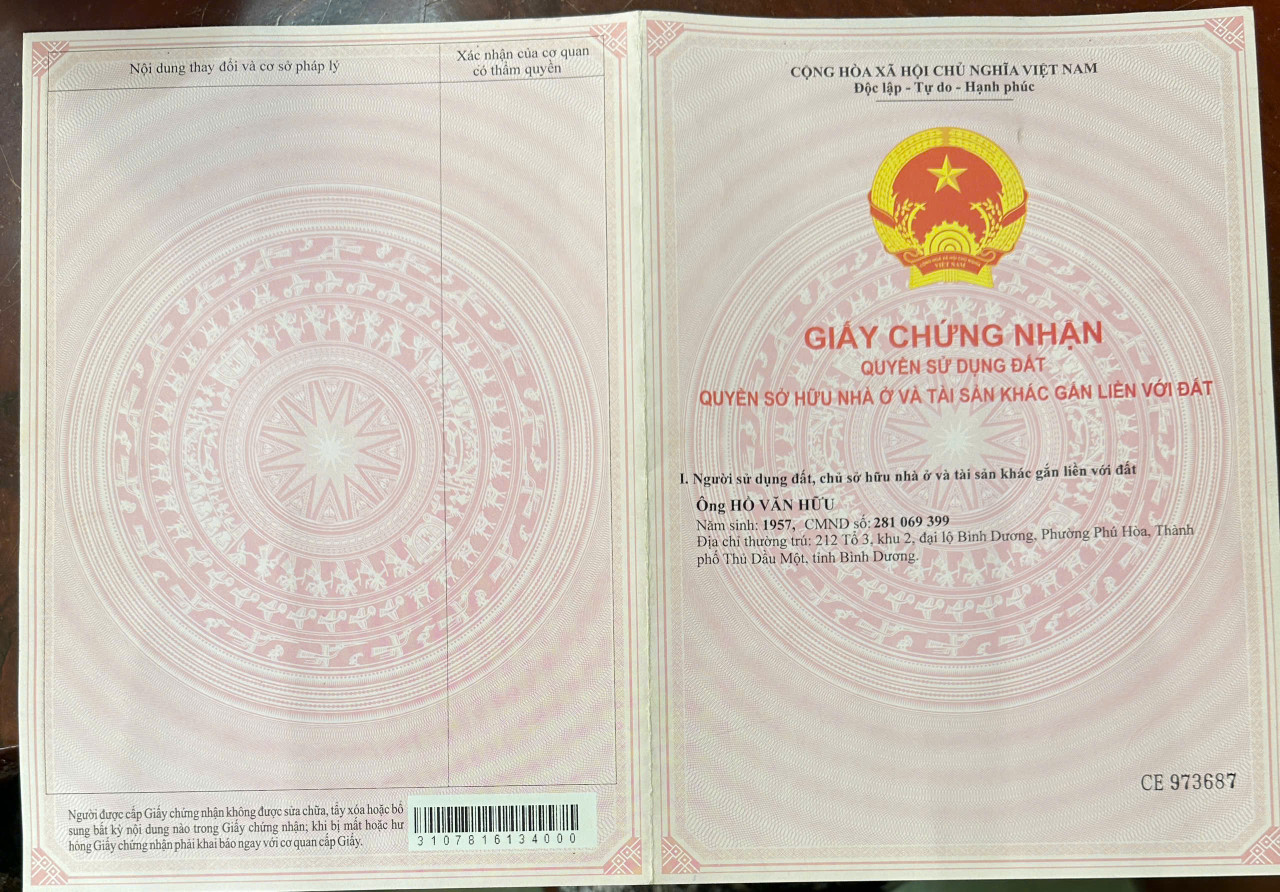 Nội dung thay đổi và cơ sở pháp lý
Xác nhận của cơ quan
có thẩm quyền
Người được cấp Giấy chứng nhận không được sửa chữa, tẩy xóa hoặc bổ
sung bất kỳ nội dung nào trong Giấy chứng nhận; khi bị mất hoặc hư
hỏng Giấy chứng nhận phải khai báo ngay với cơ quan cấp Giấy.
3107816134000
CỘNG HÒA XÃ HỘI CHỦ NGHĨA VIỆT NAM
Độc lập - Tự do - Hạnh phúc
VIỆT NAM
GIẤY CHỨNG NHẬN
QUYỀN SỬ DỤNG ĐẤT
QUYỀN SỞ HỮU NHÀ Ở VÀ TÀI SẢN KHÁC GẮN LIỀN VỚI ĐẤT
I. Người sử dụng đất, chủ sở hữu nhà ở và tài sản khác gắn liền với đất
Ông HỒ VĂN HỮU
Năm sinh: 1957, CMND số: 281 069 399
Địa chỉ thường trú: 212 Tổ 3, khu 2, đại lộ Bình Dương, Phường Phú Hòa, Thành
phố Thủ Dầu Một, tỉnh Bình Dương.
CE 973687